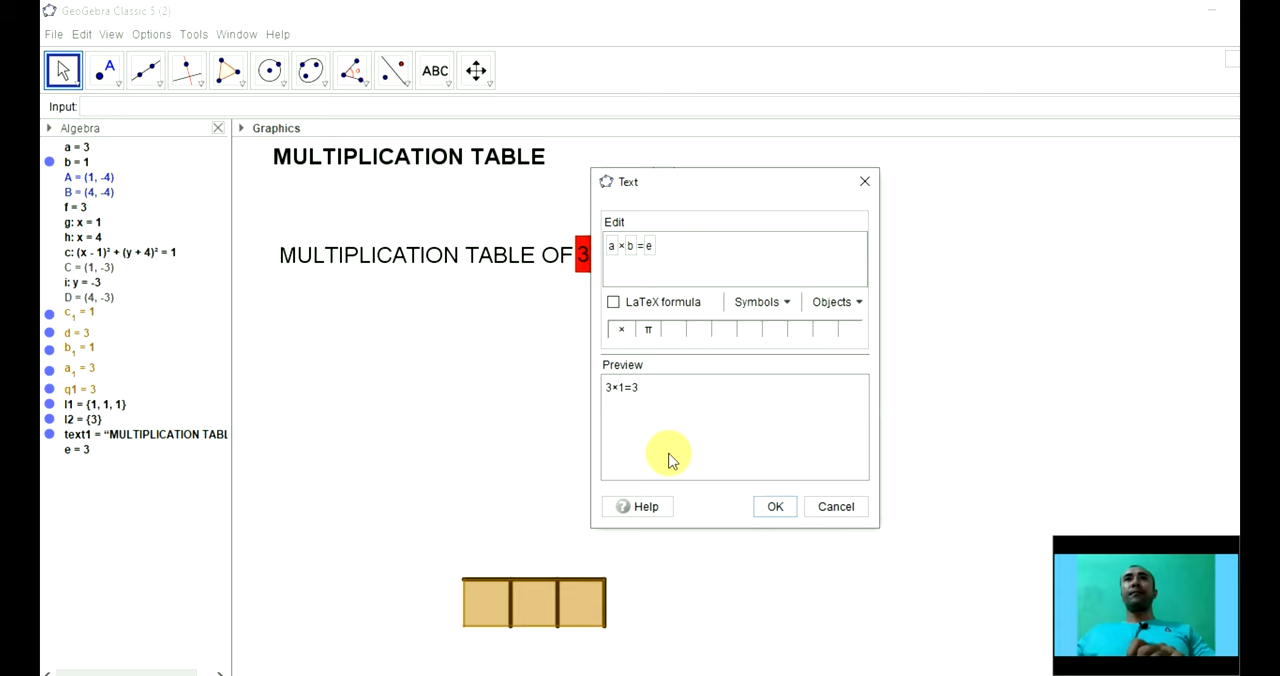 GeoGebra Classic 5 (2)
File Edit View Options Tools Window Help
A ABC
Input:
Algebra
Graphics
a = 3
b = 1
A = (1, -4)
B = (4, -4)
f = 3
g: x = 1
h: x = 4
c: (x - 1)² + (y + 4)² = 1
C = (1, -3)
i: y = -3
D = (4, -3)
c₁ = 1
d = 3
b₁ = 1
a₁ = 3
q1 = 3
l1 = {1, 1, 1}
l2 = {3}
text1 = “MULTIPLICATION TABL
e = 3
MULTIPLICATION TABLE
MULTIPLICATION TABLE OF 3
Text
Edit
a × b = e
LaTeX formula Symbols Objects
× π
Preview
3×1=3
Help OK Cancel